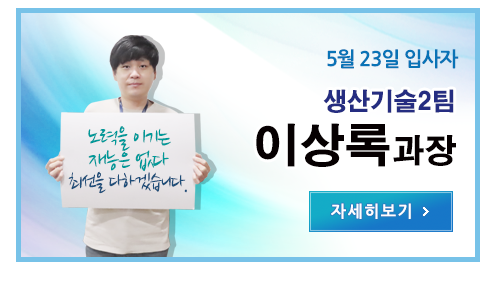 5월 23일 입사자
생산기술2팀
이상록과장
노력을 이기는
재능은 없다
최선을 다하겠습니다.
자세히보기 >